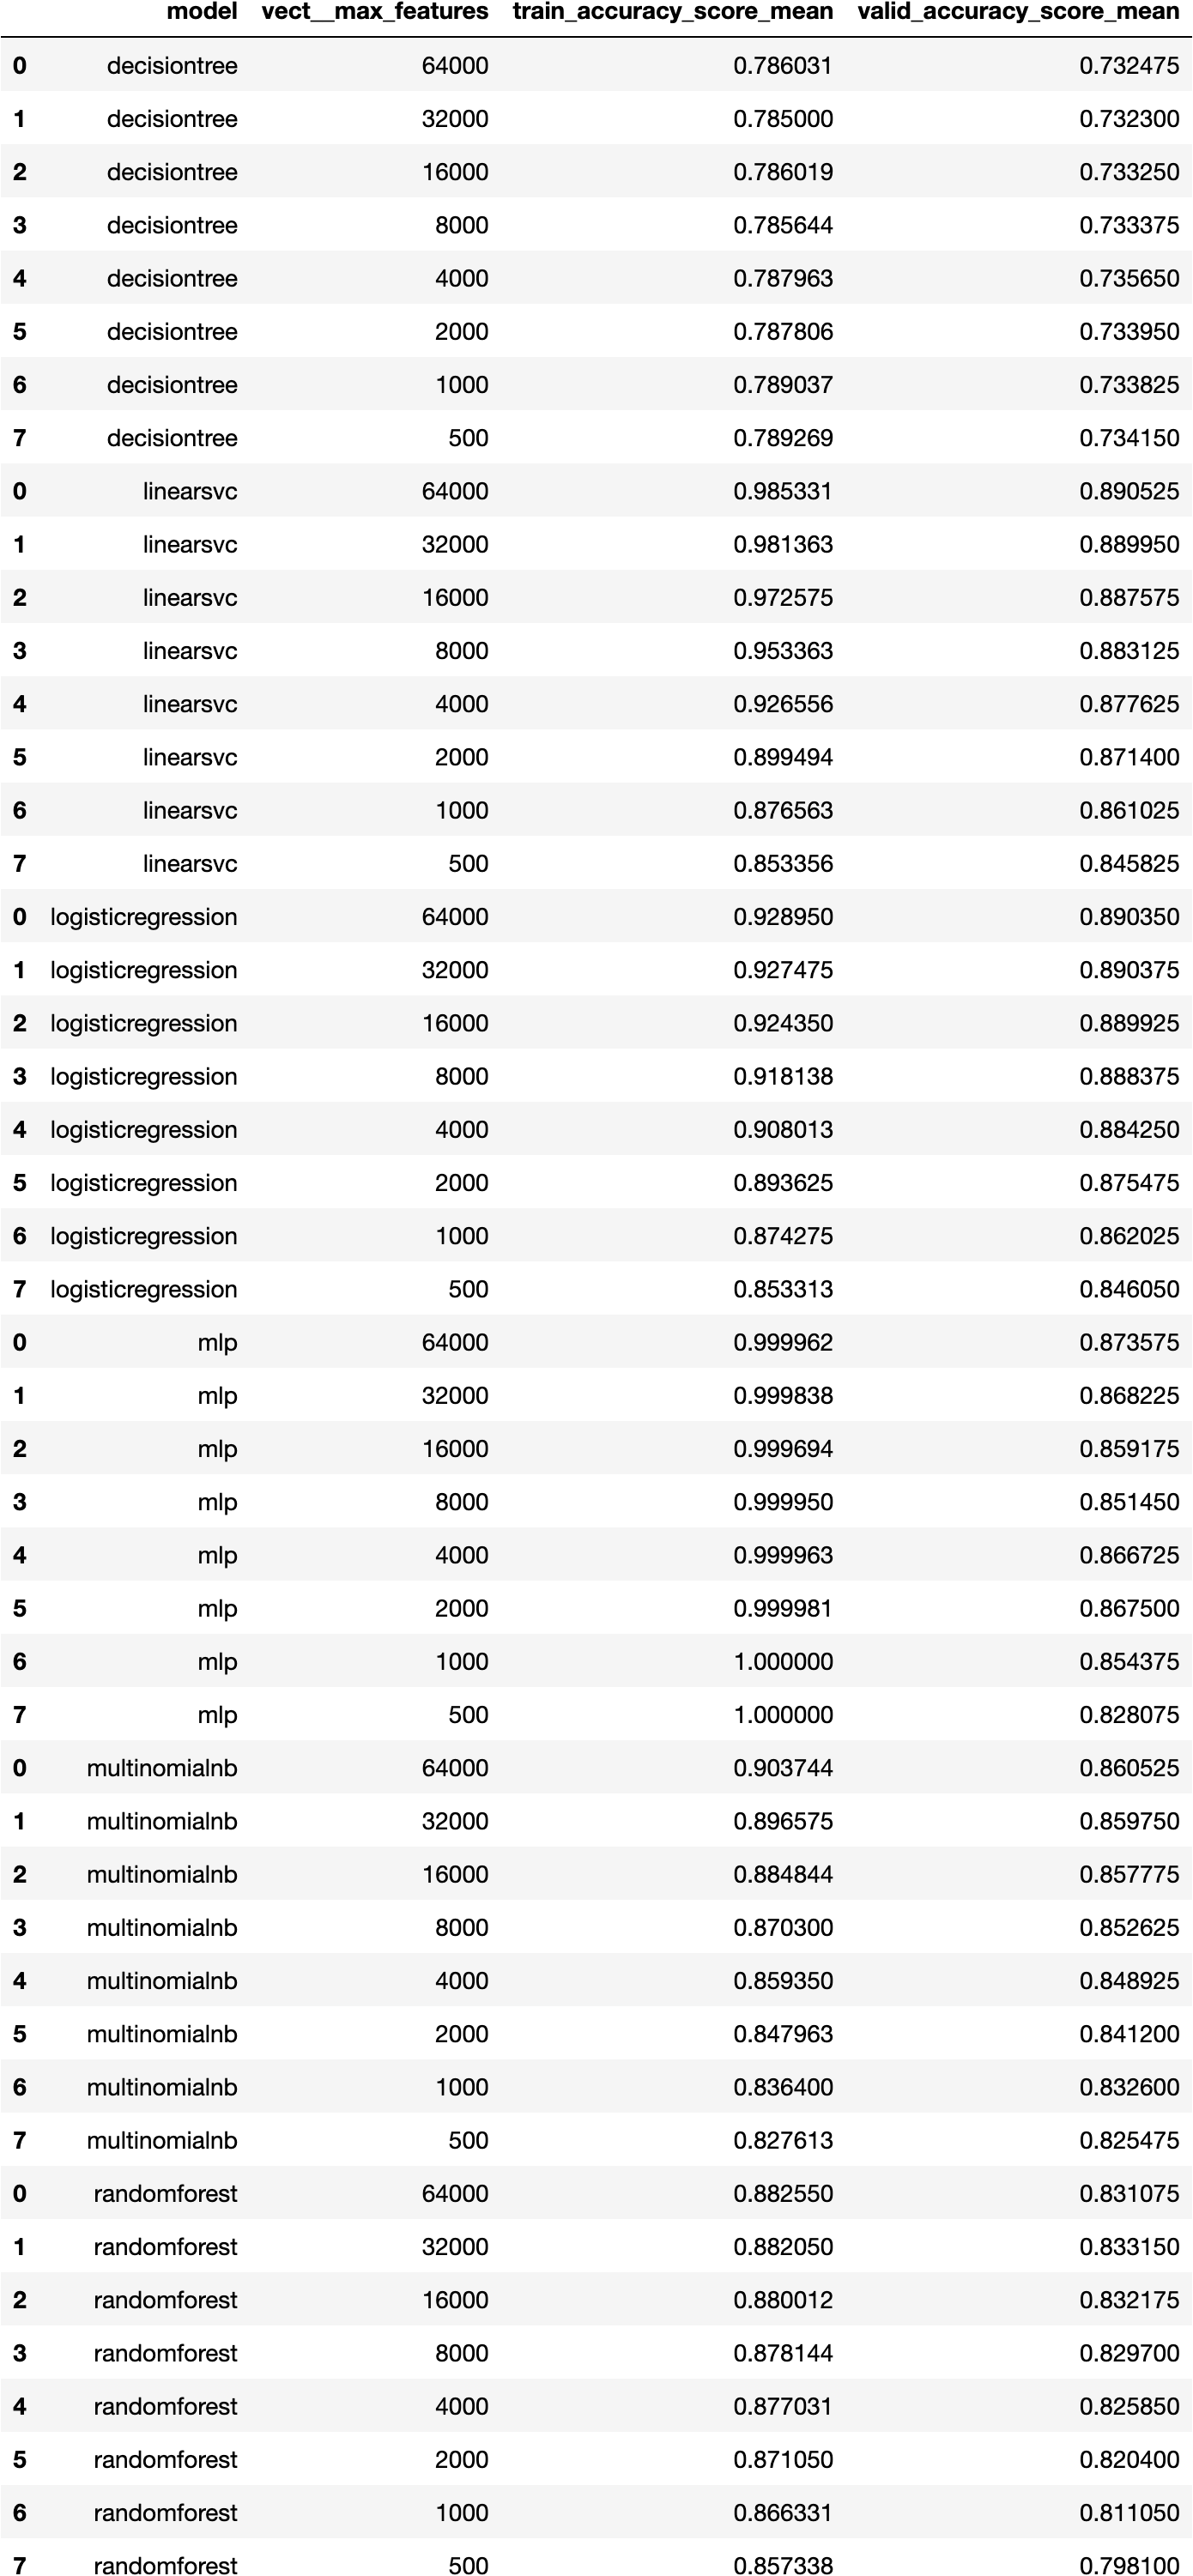 model vect__max_features train_accuracy_score_mean valid_accuracy_score_mean
0 decisiontree 64000 0.786031 0.732475
1 decisiontree 32000 0.785000 0.732300
2 decisiontree 16000 0.786019 0.733250
3 decisiontree 8000 0.785644 0.733375
4 decisiontree 4000 0.787963 0.735650
5 decisiontree 2000 0.787806 0.733950
6 decisiontree 1000 0.789037 0.733825
7 decisiontree 500 0.789269 0.734150
0 linearsvc 64000 0.985331 0.890525
1 linearsvc 32000 0.981363 0.889950
2 linearsvc 16000 0.972575 0.887575
3 linearsvc 8000 0.953363 0.883125
4 linearsvc 4000 0.926556 0.877625
5 linearsvc 2000 0.899494 0.871400
6 linearsvc 1000 0.876563 0.861025
7 linearsvc 500 0.853356 0.845825
0 logisticregression 64000 0.928950 0.890350
1 logisticregression 32000 0.927475 0.890375
2 logisticregression 16000 0.924350 0.889925
3 logisticregression 8000 0.918138 0.888375
4 logisticregression 4000 0.908013 0.884250
5 logisticregression 2000 0.893625 0.875475
6 logisticregression 1000 0.874275 0.862025
7 logisticregression 500 0.853313 0.846050
0 mlp 64000 0.999962 0.873575
1 mlp 32000 0.999838 0.868225
2 mlp 16000 0.999694 0.859175
3 mlp 8000 0.999950 0.851450
4 mlp 4000 0.999963 0.866725
5 mlp 2000 0.999981 0.867500
6 mlp 1000 1.000000 0.854375
7 mlp 500 1.000000 0.828075
0 multinomialnb 64000 0.903744 0.860525
1 multinomialnb 32000 0.896575 0.859750
2 multinomialnb 16000 0.884844 0.857775
3 multinomialnb 8000 0.870300 0.852625
4 multinomialnb 4000 0.859350 0.848925
5 multinomialnb 2000 0.847963 0.841200
6 multinomialnb 1000 0.836400 0.832600
7 multinomialnb 500 0.827613 0.825475
0 randomforest 64000 0.882550 0.831075
1 randomforest 32000 0.882050 0.833150
2 randomforest 16000 0.880012 0.832175
3 randomforest 8000 0.878144 0.829700
4 randomforest 4000 0.877031 0.825850
5 randomforest 2000 0.871050 0.820400
6 randomforest 1000 0.866331 0.811050
7 randomforest 500 0.857338 0.798100